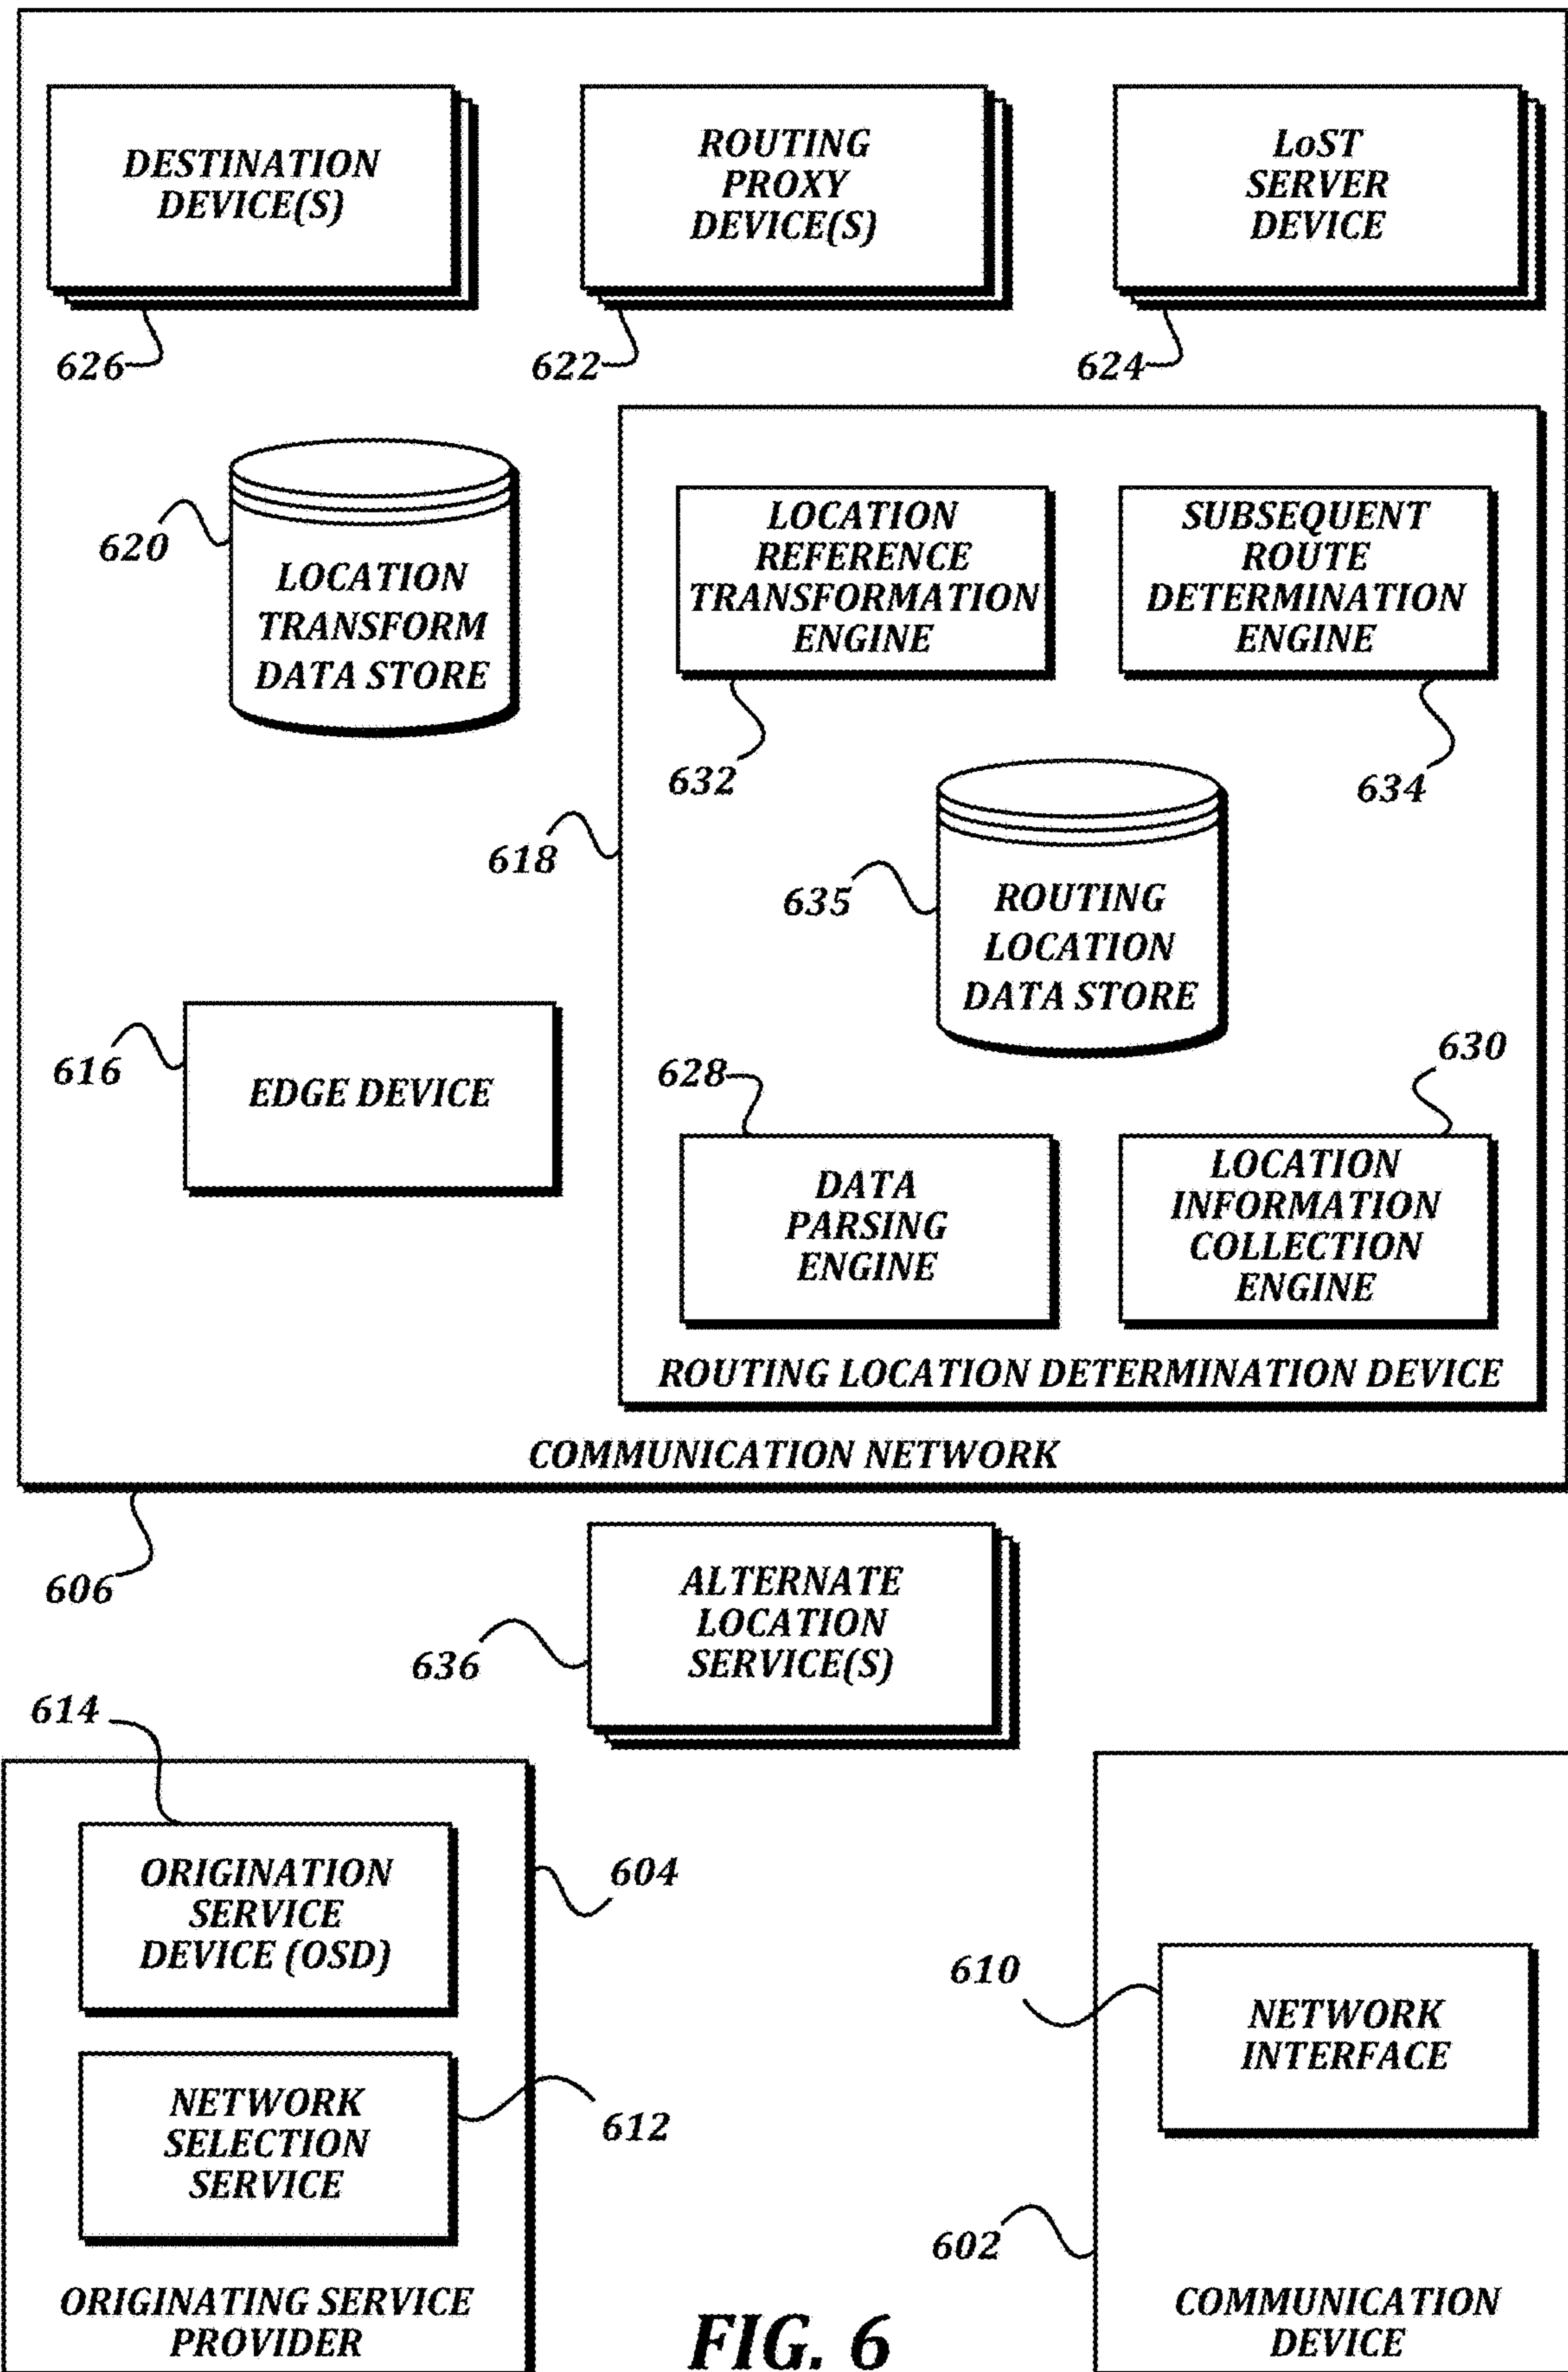 DESTINATION
DEVICE(S)
626
ROUTING
PROXY
DEVICE(S)
622
LoST
SERVER
DEVICE
624
620
LOCATION
TRANSFORM
DATA STORE
LOCATION
REFERENCE
TRANSFORMATION
ENGINE
632
SUBSEQUENT
ROUTE
DETERMINATION
ENGINE
634
618
635
ROUTING
LOCATION
DATA STORE
616
EDGE DEVICE
628
DATA
PARSING
ENGINE
630
LOCATION
INFORMATION
COLLECTION
ENGINE
ROUTING LOCATION DETERMINATION DEVICE
COMMUNICATION NETWORK
606
636
ALTERNATE
LOCATION
SERVICE(S)
614
ORIGINATION
SERVICE
DEVICE (OSD)
604
NETWORK
SELECTION
SERVICE
612
ORIGINATING SERVICE
PROVIDER
610
NETWORK
INTERFACE
602
COMMUNICATION
DEVICE
FIG. 6